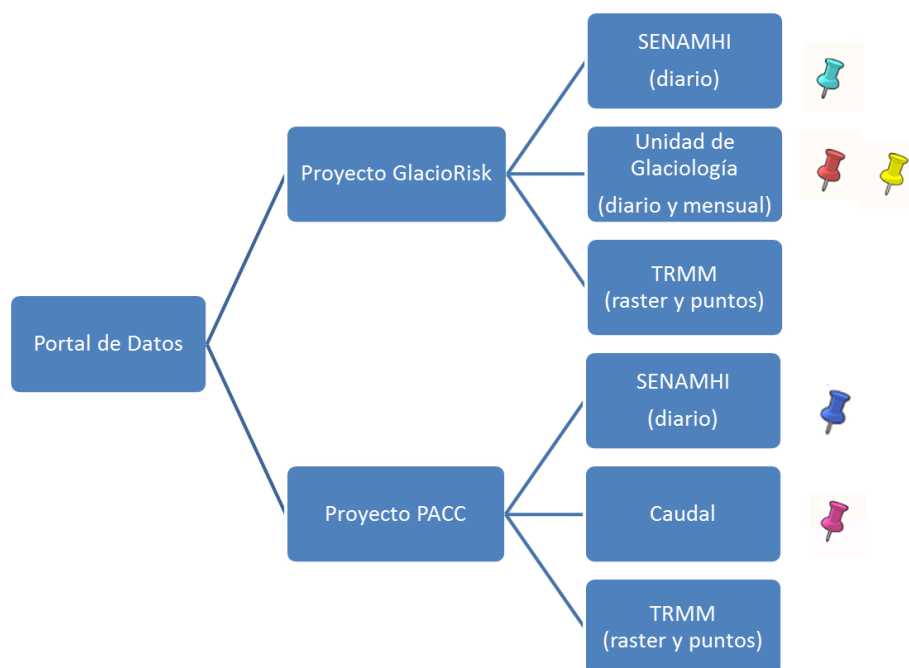 Portal de Datos
Proyecto GlacioRisk
SENAMHI
(diario)
Unidad de
Glaciología
(diario y mensual)
TRMM
(raster y puntos)
Proyecto PACC
SENAMHI
(diario)
Caudal
TRMM
(raster y puntos)